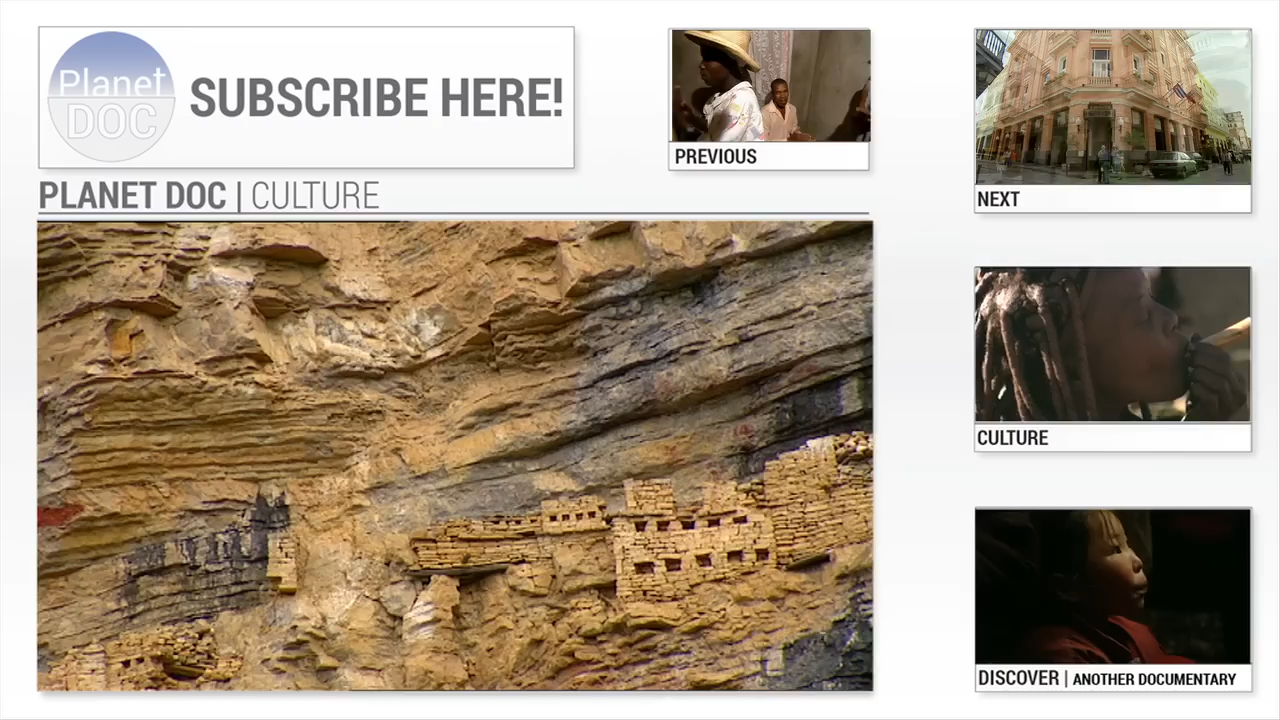 Planet
DOC
SUBSCRIBE HERE!
PLANET DOC | CULTURE
PREVIOUS
NEXT
CULTURE
DISCOVER | ANOTHER DOCUMENTARY